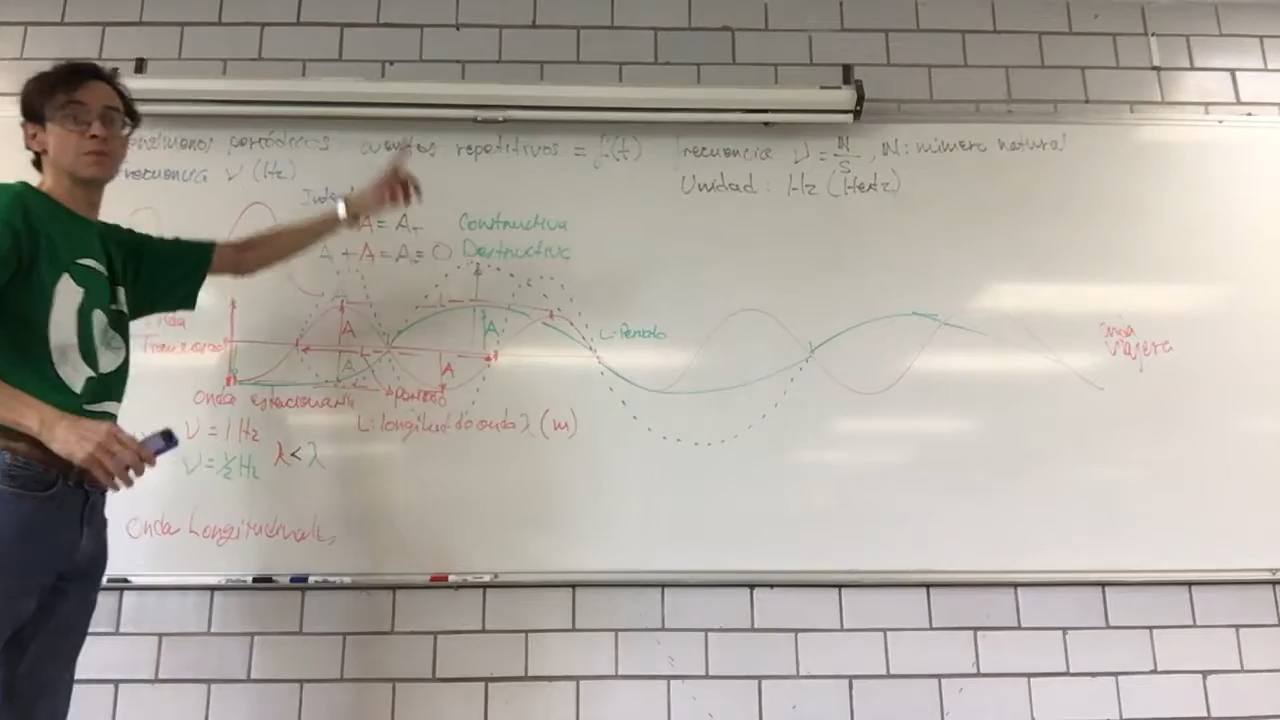 periódicos eventos repetitivos = f(t)
frecuencia ν = N/S, N: número natural
frecuencia ν (Hz)
Unidad: Hz (Hertz)
A = A_T Constructiva
A + A = A = 0 Destructiva
A
A
A
A
L
L
L-Periodo
Onda
Viajera
Onda
Transversal
Onda estacionaria
L: longitud de onda λ (m)
ν = 1 Hz
ν = ½ Hz
λ < λ
Onda Longitudinal